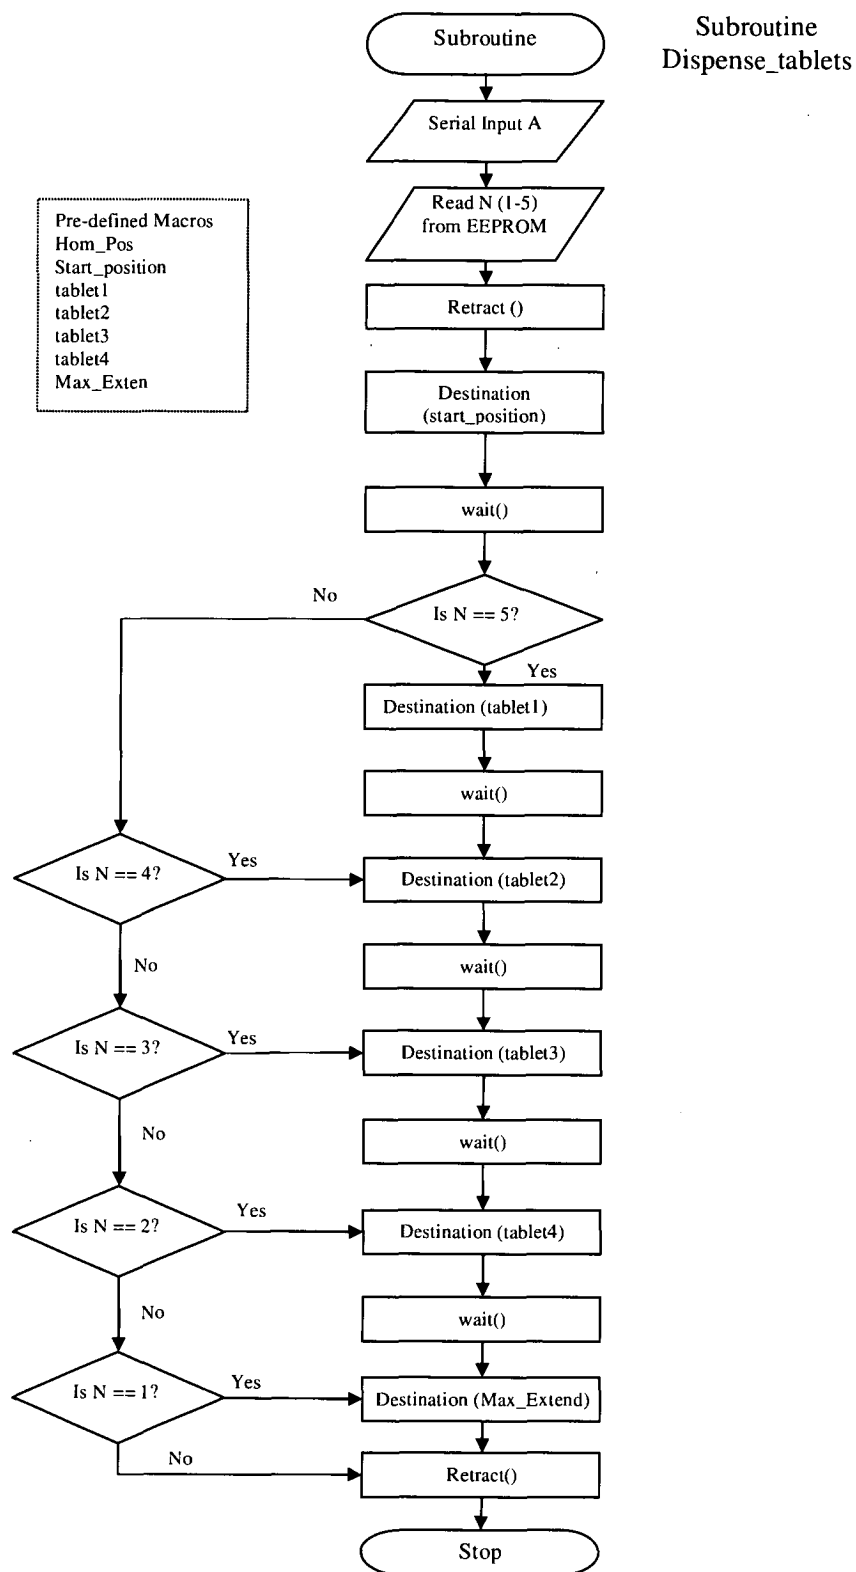 Subroutine
Dispense_tablets
Subroutine
Serial Input A
Read N (1-5)
from EEPROM
Pre-defined Macros
Hom_Pos
Start_position
tablet1
tablet2
tablet3
tablet4
Max_Exten
Retract ()
Destination
(start_position)
wait()
Is N == 5?
No
Yes
Destination (tablet1)
wait()
Is N == 4?
Yes
Destination (tablet2)
No
wait()
Is N == 3?
Yes
Destination (tablet3)
No
wait()
Is N == 2?
Yes
Destination (tablet4)
No
wait()
Is N == 1?
Yes
Destination (Max_Extend)
No
Retract()
Stop